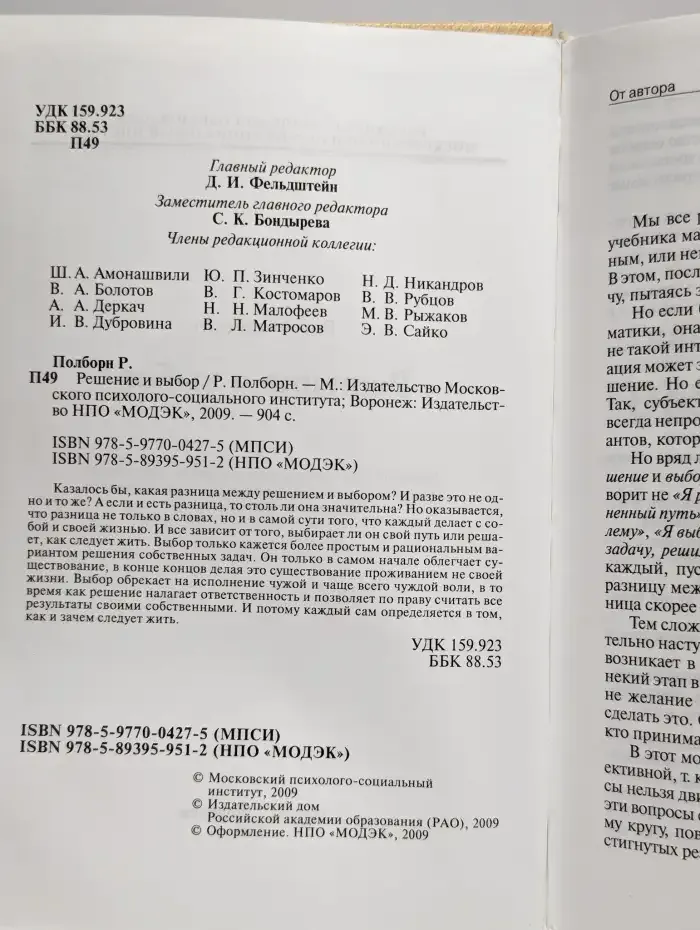 УДК 159.923
ББК 88.53
П49
Главный редактор
Д. И. Фельдштейн
Заместитель главного редактора
С. К. Бондырева
Члены редакционной коллегии:
Ш. А. Амонашвили Ю. П. Зинченко Н. Д. Никандров
В. А. Болотов В. Г. Костомаров В. В. Рубцов
А. А. Деркач Н. Н. Малофеев М. В. Рыжаков
И. В. Дубровина В. Л. Матросов Э. В. Сайко
Полборн Р.
П49 Решение и выбор / Р. Полборн. — М.: Издательство Москов-
ского психолого-социального института; Воронеж: Издательст-
во НПО «МОДЭК», 2009. — 904 с.
ISBN 978-5-9770-0427-5 (МПСИ)
ISBN 978-5-89395-951-2 (НПО «МОДЭК»)
Казалось бы, какая разница между решением и выбором? И разве это не од-
но и то же? А если и есть разница, то столь ли она значительна? Но оказывается,
что разница не только в словах, но и в самой сути того, что каждый делает с со-
бой и своей жизнью. И все зависит от того, выбирает ли он свой путь или реша-
ет, как следует жить. Выбор только кажется более простым и рациональным ва-
риантом решения собственных задач. Он только в самом начале облегчает су-
ществование, в конце концов делая это существование проживанием не своей
жизни. Выбор обрекает на исполнение чужой и чаще всего чуждой воли, в то
время как решение налагает ответственность и позволяет по праву считать все
результаты своими собственными. И потому каждый сам определяется в том,
как и зачем следует жить.
УДК 159.923
ББК 88.53
ISBN 978-5-9770-0427-5 (МПСИ)
ISBN 978-5-89395-951-2 (НПО «МОДЭК»)
© Московский психолого-социальный
институт, 2009
© Издательский дом
Российской академии образования (РАО), 2009
© Оформление. НПО «МОДЭК», 2009
От автора
Мы все
учебника ма
ным, или не
В этом, посл
чу, пытаясь з
Но если
матики, она
не такой инт
ация может з
шение. Но е
Так, субъект
всегда непро
антов, котор
Но вряд л
шение и выбо
ворит не «Я р
ненный путь»
лему», «Я выб
задачу, реши
каждый, пус
разницу меж
ница скорее
Тем слож
тельно насту
возникает в
некий этап в
не желание
сделать это.
кто принима
В этот мо
ективной, т. к
сы нельзя дви
эти вопросы
му кругу, пов
стигнутых ре